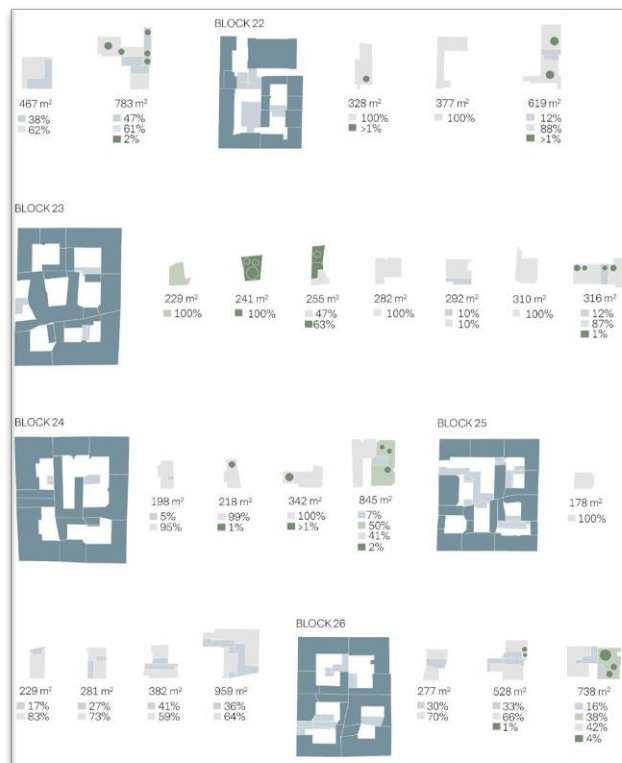 BLOCK 22
467 m²
38%
62%
783 m²
47%
61%
2%
328 m²
100%
>1%
377 m²
100%
619 m²
12%
88%
>1%
BLOCK 23
229 m²
100%
241 m²
100%
255 m²
47%
63%
282 m²
100%
292 m²
10%
10%
310 m²
100%
316 m²
12%
87%
1%
BLOCK 24
BLOCK 25
198 m²
5%
95%
218 m²
99%
1%
342 m²
100%
>1%
845 m²
7%
50%
41%
2%
178 m²
100%
BLOCK 26
229 m²
17%
83%
281 m²
27%
73%
382 m²
41%
59%
959 m²
36%
64%
277 m²
30%
70%
528 m²
33%
66%
1%
738 m²
16%
38%
42%
4%